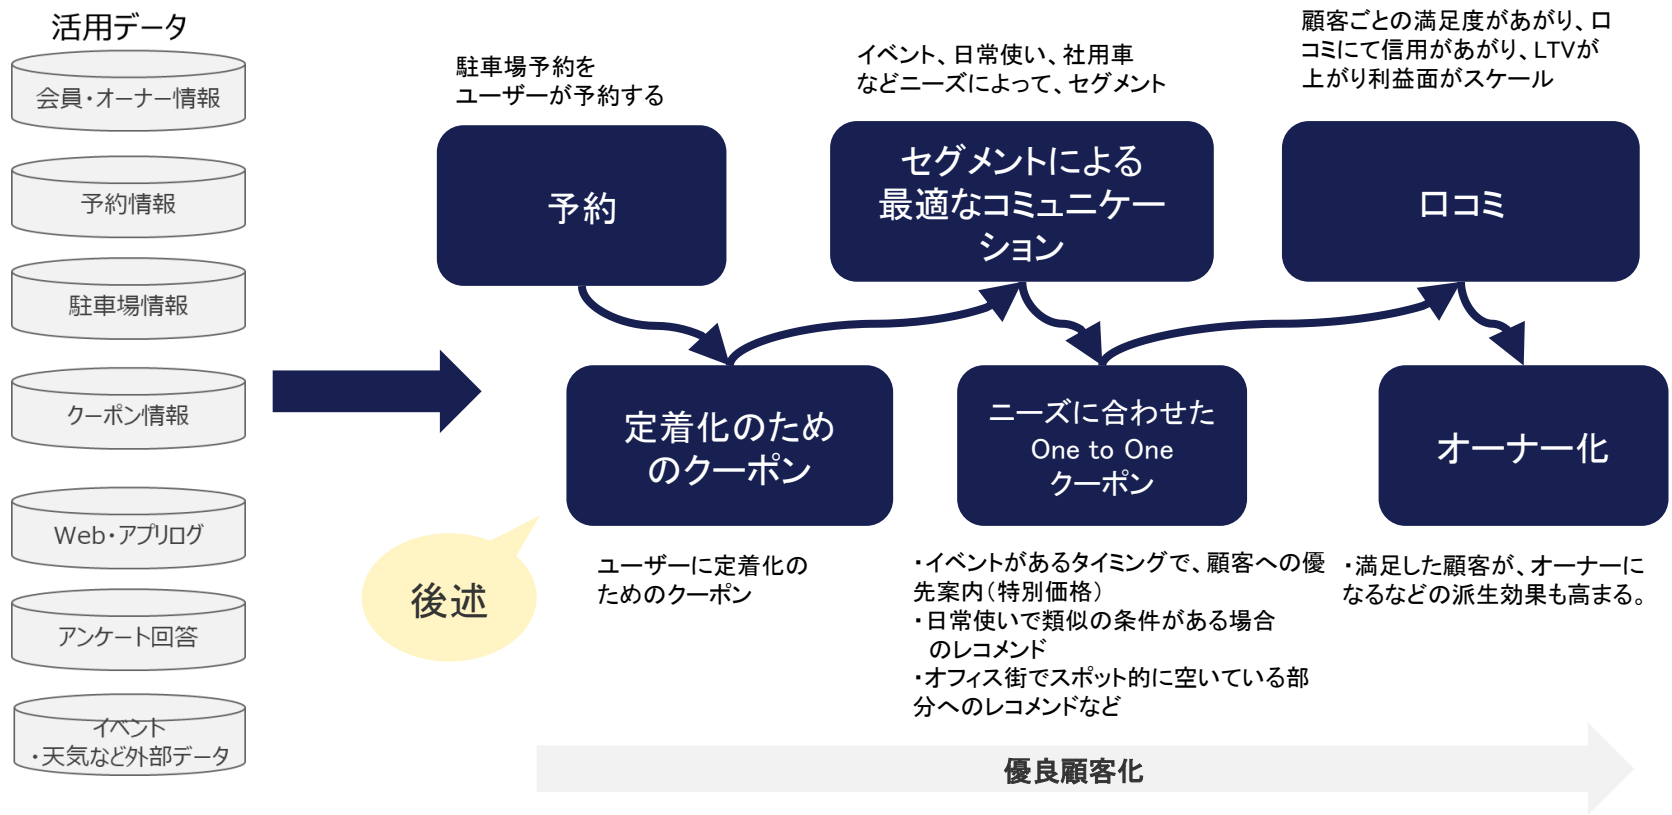 活用データ
会員・オーナー情報
予約情報
駐車場情報
クーポン情報
Web・アプリログ
アンケート回答
イベント
・天気など外部データ
駐車場予約を
ユーザーが予約する
予約
イベント、日常使い、社用車
などニーズによって、セグメント
セグメントによる
最適なコミュニケー
ション
顧客ごとの満足度があがり、口
コミにて信用があがり、LTVが
上がり利益面がスケール
口コミ
定着化のため
のクーポン
後述
ユーザーに定着化の
ためのクーポン
ニーズに合わせた
One to One
クーポン
・イベントがあるタイミングで、顧客への優
先案内（特別価格）
・日常使いで類似の条件がある場合
のレコメンド
・オフィス街でスポット的に空いている部
分へのレコメンドなど
オーナー化
・満足した顧客が、オーナーに
なるなどの派生効果も高まる。
優良顧客化